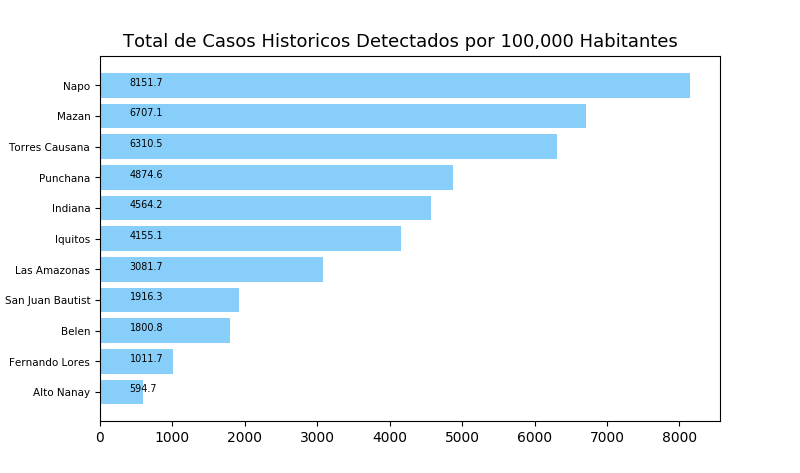 Total de Casos Historicos Detectados por 100,000 Habitantes
Napo 8151.7
Mazan 6707.1
Torres Causana 6310.5
Punchana 4874.6
Indiana 4564.2
Iquitos 4155.1
Las Amazonas 3081.7
San Juan Bautist 1916.3
Belen 1800.8
Fernando Lores 1011.7
Alto Nanay 594.7
0 1000 2000 3000 4000 5000 6000 7000 8000